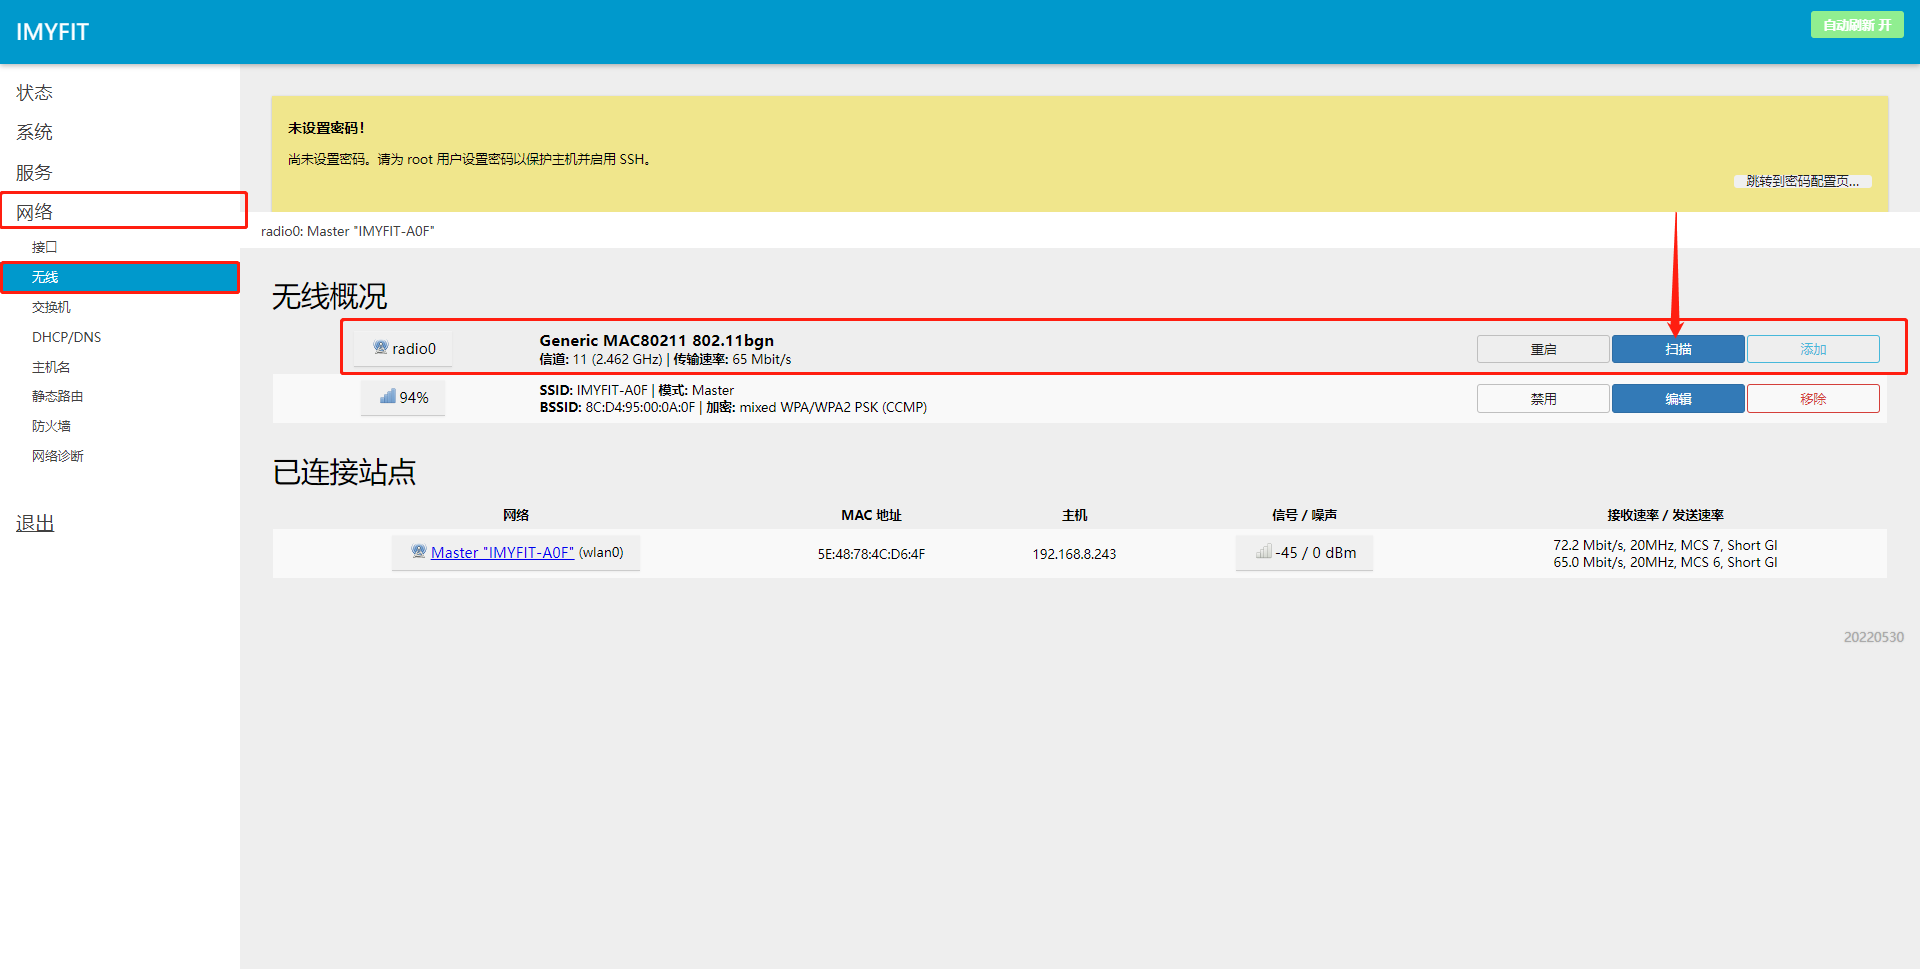 IMYFIT
自动刷新 开
状态
系统
服务
网络
接口
无线
交换机
DHCP/DNS
主机名
静态路由
防火墙
网络诊断
退出
未设置密码！
尚未设置密码。请为 root 用户设置密码以保护主机并启用 SSH。
跳转到密码配置页...
radio0: Master "IMYFIT-A0F"
无线概况
radio0
Generic MAC80211 802.11bgn
信道: 11 (2.462 GHz) | 传输速率: 65 Mbit/s
重启 扫描 添加
94%
SSID: IMYFIT-A0F | 模式: Master
BSSID: 8C:D4:95:00:0A:0F | 加密: mixed WPA/WPA2 PSK (CCMP)
禁用 编辑 移除
已连接站点
网络 MAC 地址 主机 信号 / 噪声 接收速率 / 发送速率
Master "IMYFIT-A0F" (wlan0) 5E:48:78:4C:D6:4F 192.168.8.243 -45 / 0 dBm
72.2 Mbit/s, 20MHz, MCS 7, Short GI
65.0 Mbit/s, 20MHz, MCS 6, Short GI
20220530